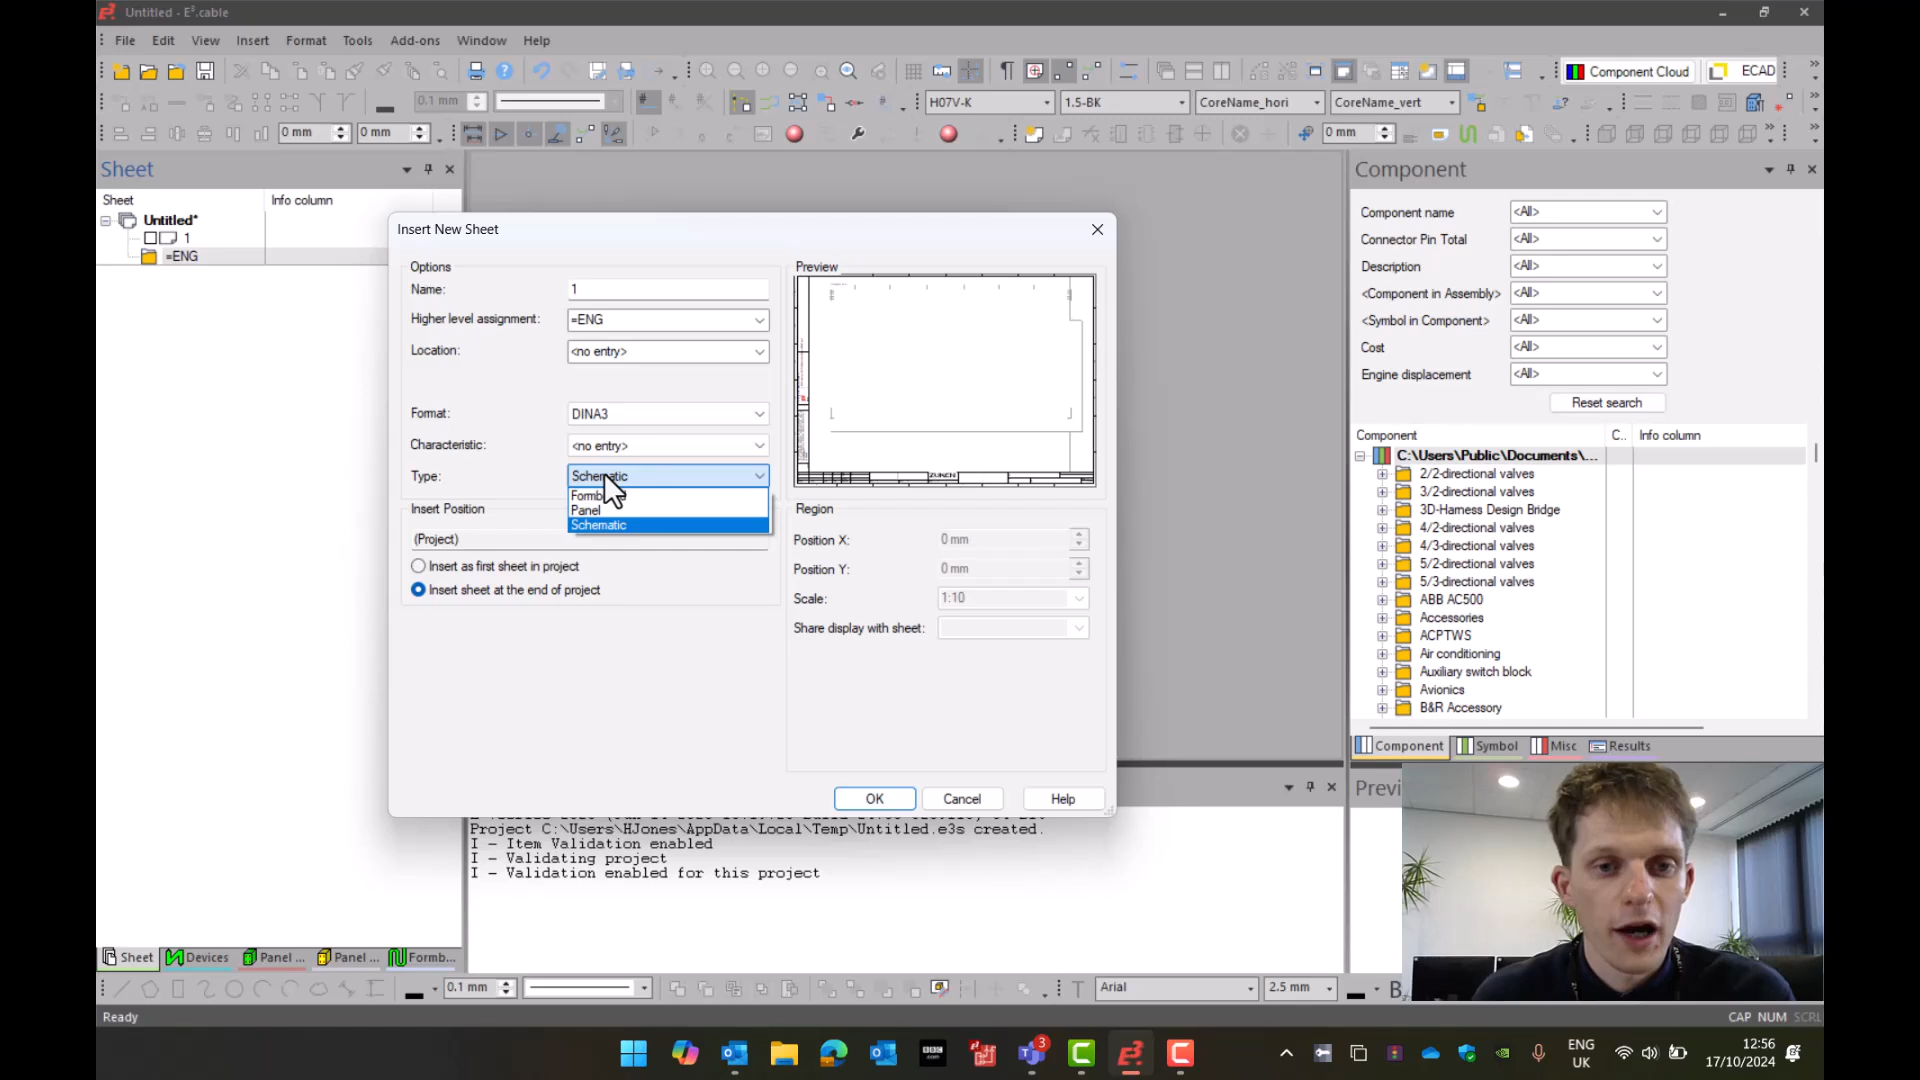 Untitled - E³.cable
File Edit View Insert Format Tools Add-ons Window Help
Component Cloud ECAD
0.1 mm H07V-K 1.5-BK CoreName_hori CoreName_vert
0 mm 0 mm 0 mm
Sheet
Sheet Info column
Untitled*
1
=ENG
Insert New Sheet
Options
Name: 1
Higher level assignment: =ENG
Location: <no entry>
Format: DINA3
Characteristic: <no entry>
Type: Schematic
Panel
Schematic
Insert Position
(Project)
Insert as first sheet in project
Insert sheet at the end of project
Preview
ZUKEN
Region
Position X: 0 mm
Position Y: 0 mm
Scale: 1:10
Share display with sheet:
OK Cancel Help
Project C:\Users\HJones\AppData\Local\Temp\Untitled.e3s created.
I - Item Validation enabled
I - Validating project
I - Validation enabled for this project
Component
Component name <All>
Connector Pin Total <All>
Description <All>
<Component in Assembly> <All>
<Symbol in Component> <All>
Cost <All>
Engine displacement <All>
Reset search
Component C.. Info column
C:\Users\Public\Documents\...
2/2-directional valves
3/2-directional valves
3D-Harness Design Bridge
4/2-directional valves
4/3-directional valves
5/2-directional valves
5/3-directional valves
ABB AC500
Accessories
ACPTWS
Air conditioning
Auxiliary switch block
Avionics
B&R Accessory
Component Symbol Misc Results
Previ
Sheet Devices Panel ... Panel ... Formb...
0.1 mm T Arial 2.5 mm B
Ready CAP NUM SCRL
3 ENG
UK
12:56
17/10/2024